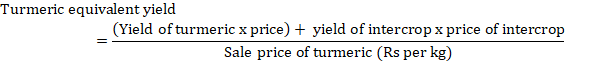 Turmeric equivalent yield
= (Yield of turmeric x price) + yield of intercrop x price of intercrop
Sale price of turmeric (Rs per kg)